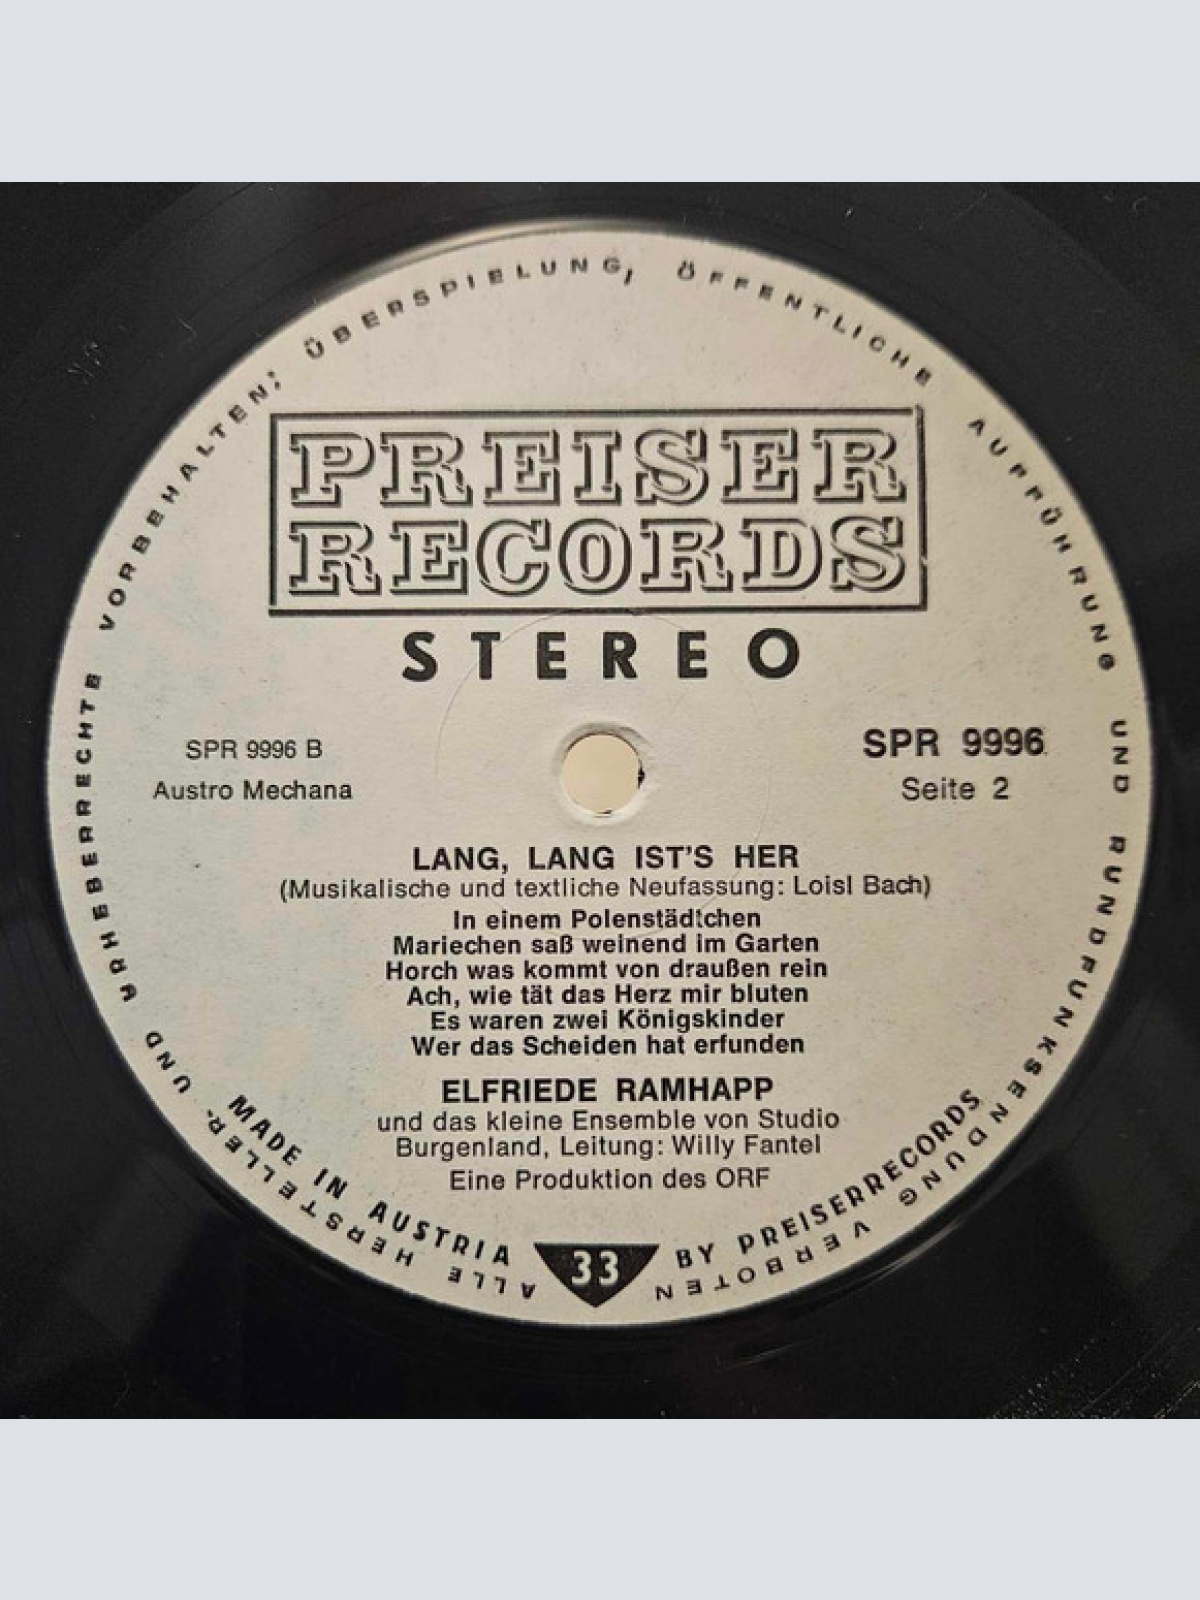 ALLE HERSTELLER- UND URHEBERRECHTE VORBEHALTEN; ÜBERSPIELUNG, ÖFFENTLICHE AUFFÜHRUNG UND RUNDFUNKSENDUNG VERBOTEN
PREISER
RECORDS
STEREO
SPR 9996 B
Austro Mechana
SPR 9996
Seite 2
LANG, LANG IST'S HER
(Musikalische und textliche Neufassung: Loisl Bach)
In einem Polenstädtchen
Mariechen saß weinend im Garten
Horch was kommt von draußen rein
Ach, wie tät das Herz mir bluten
Es waren zwei Königskinder
Wer das Scheiden hat erfunden
ELFRIEDE RAMHAPP
und das kleine Ensemble von Studio
Burgenland, Leitung: Willy Fantel
Eine Produktion des ORF
MADE IN AUSTRIA
33
BY PREISERRECORDS